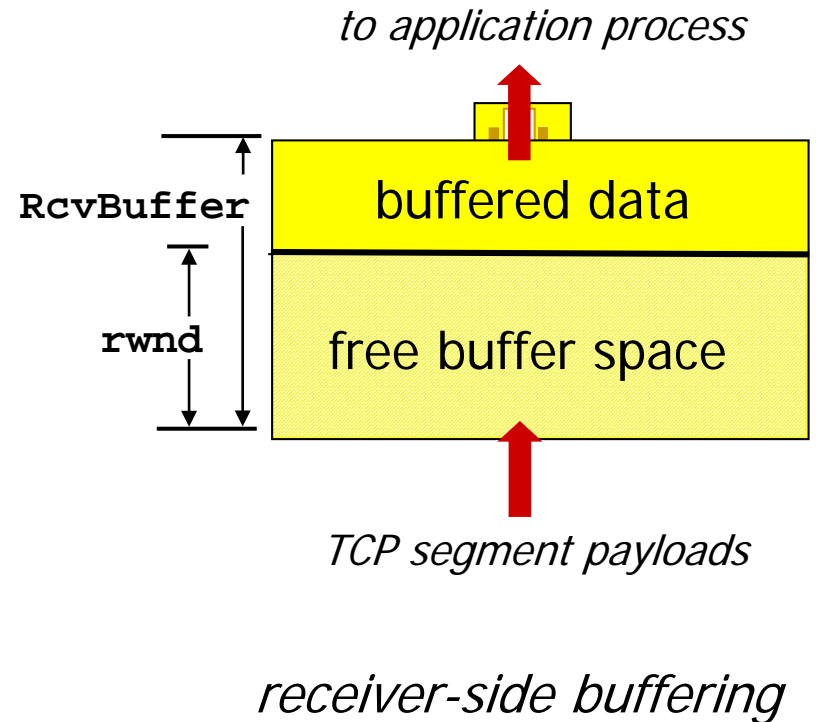 to application process
RcvBuffer
buffered data
rwnd
free buffer space
TCP segment payloads
receiver-side buffering